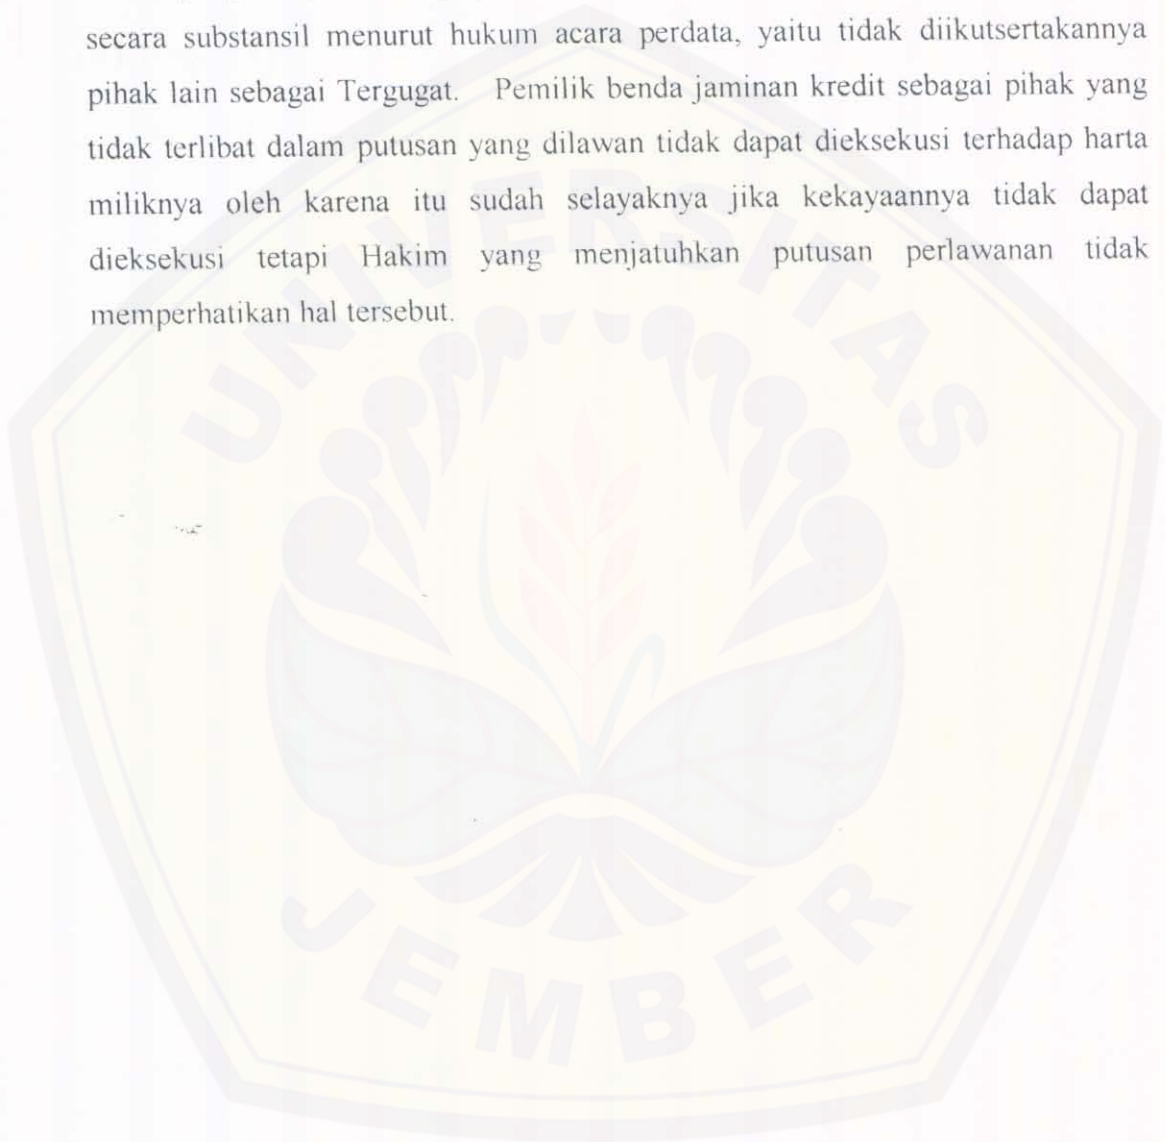 secara substansil menurut hukum acara perdata, yaitu tidak diikutsertakannya
pihak lain sebagai Tergugat. Pemilik benda jaminan kredit sebagai pihak yang
tidak terlibat dalam putusan yang dilawan tidak dapat dieksekusi terhadap harta
miliknya oleh karena itu sudah selayaknya jika kekayaannya tidak dapat
dieksekusi tetapi Hakim yang menjatuhkan putusan perlawanan tidak
memperhatikan hal tersebut.
UNIVERSITAS
JEMBER